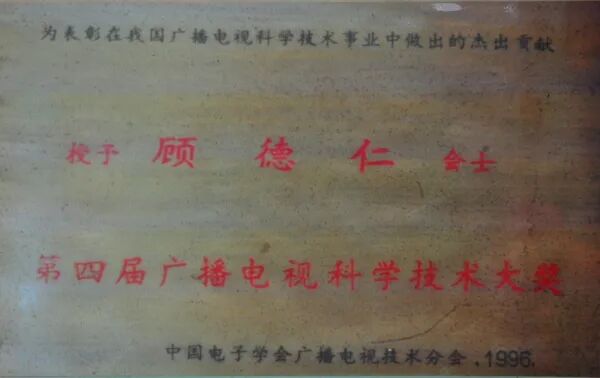 为表彰在我国广播电视科学技术事业中做出的杰出贡献
授予 顾德仁 会士
第四届广播电视科学技术大奖
中国电子学会广播电视技术分会.1996.